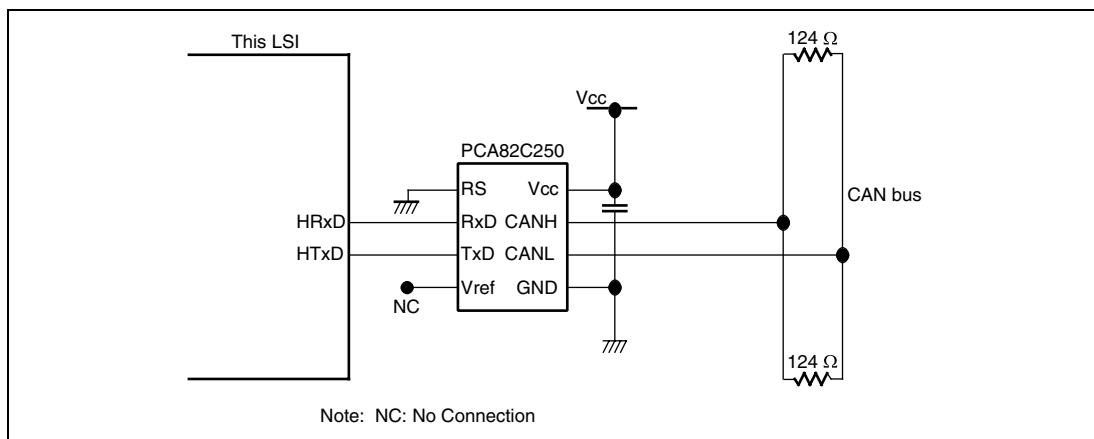 This LSI
124 Ω
Vcc
PCA82C250
RS Vcc
CAN bus
HRxD RxD CANH
HTxD TxD CANL
Vref GND
NC
124 Ω
Note: NC: No Connection